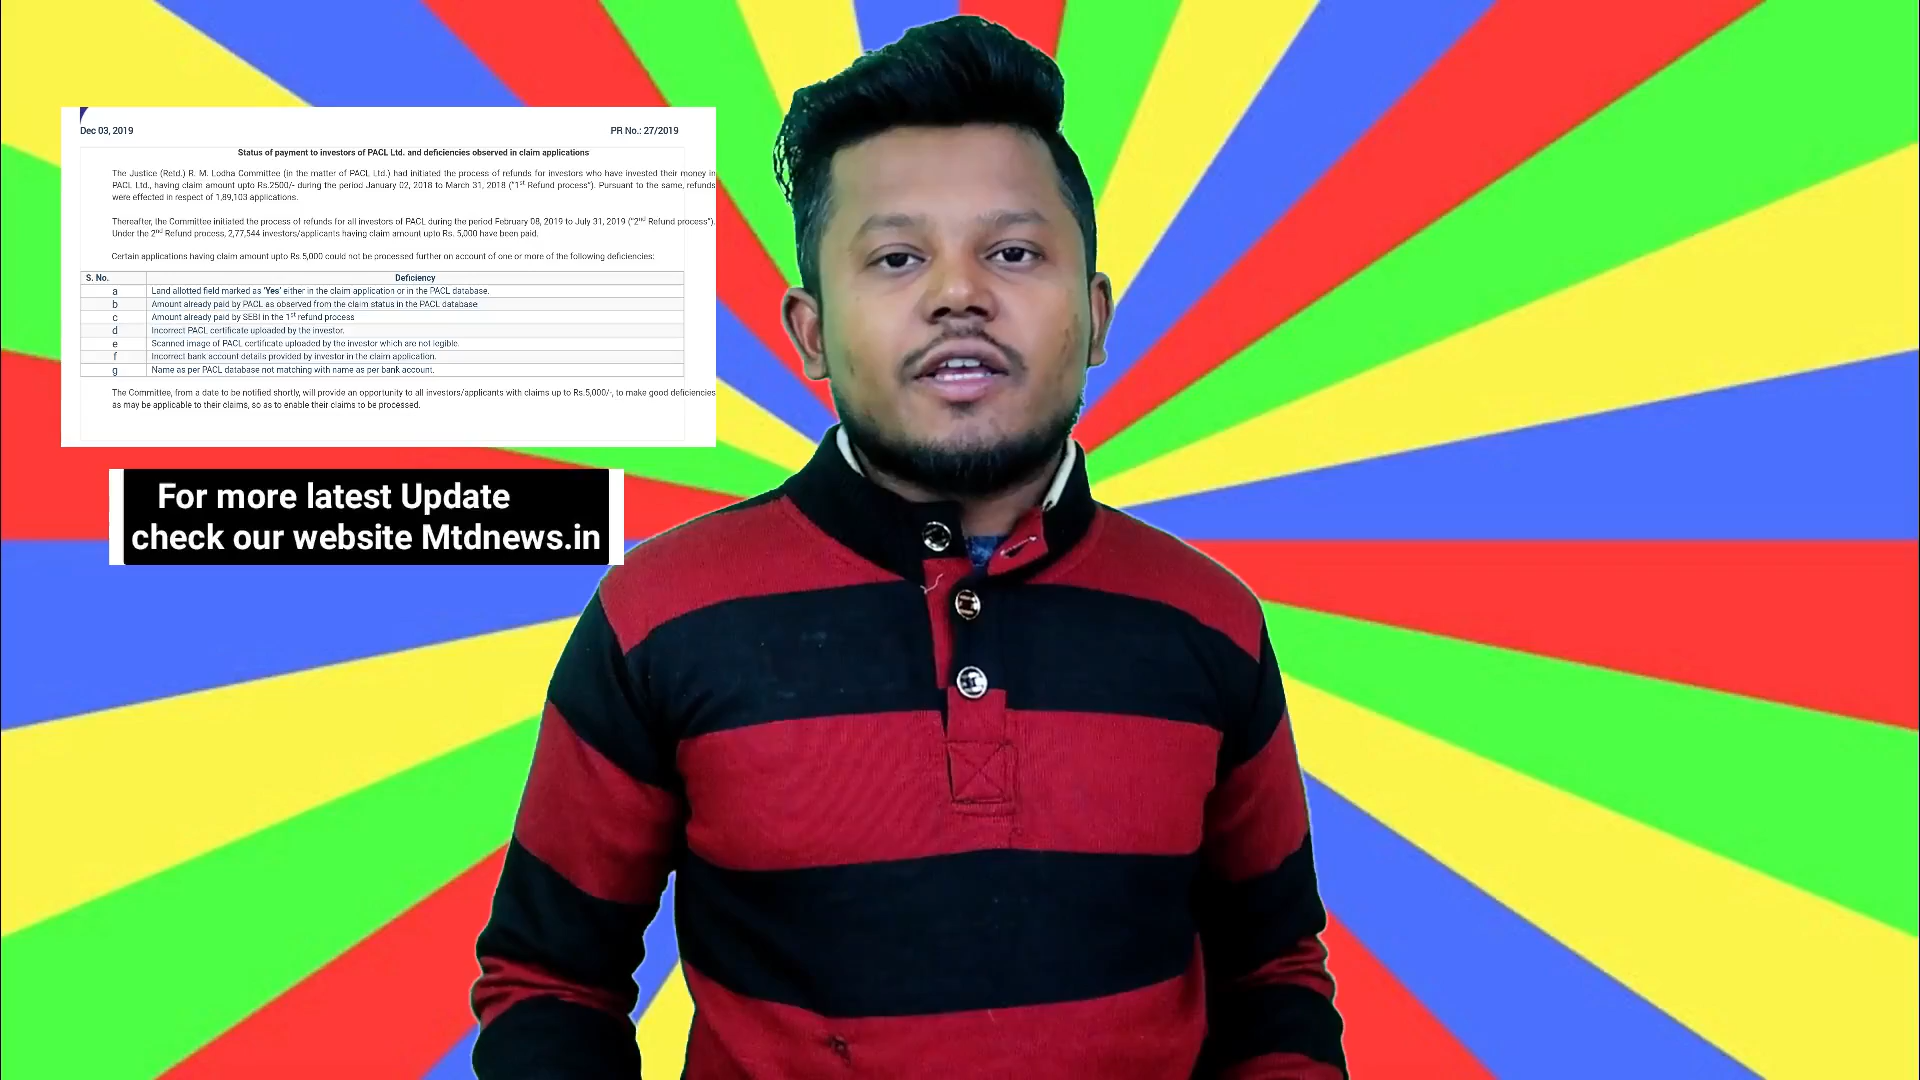 Dec 03, 2019 PR No.: 27/2019
Status of payment to investors of PACL Ltd. and deficiencies observed in claim applications
The Justice (Retd.) R. M. Lodha Committee (in the matter of PACL Ltd.) had initiated the process of refunds for investors who have invested their money in
PACL Ltd., having claim amount upto Rs.2500/- during the period January 02, 2018 to March 31, 2018 (“1st Refund process”). Pursuant to the same, refunds
were effected in respect of 1,89,103 applications.
Thereafter, the Committee initiated the process of refunds for all investors of PACL during the period February 08, 2019 to July 31, 2019 (“2nd Refund process”).
Under the 2nd Refund process, 2,77,544 investors/applicants having claim amount upto Rs. 5,000 have been paid.
Certain applications having claim amount upto Rs.5,000 could not be processed further on account of one or more of the following deficiencies:
S. No. Deficiency
a Land allotted field marked as ‘Yes’ either in the claim application or in the PACL database.
b Amount already paid by PACL as observed from the claim status in the PACL database
c Amount already paid by SEBI in the 1st refund process
d Incorrect PACL certificate uploaded by the investor.
e Scanned image of PACL certificate uploaded by the investor which are not legible.
f Incorrect bank account details provided by investor in the claim application.
g Name as per PACL database not matching with name as per bank account.
The Committee, from a date to be notified shortly, will provide an opportunity to all investors/applicants with claims up to Rs.5,000/-, to make good deficiencies
as may be applicable to their claims, so as to enable their claims to be processed.
For more latest Update
check our website Mtdnews.in